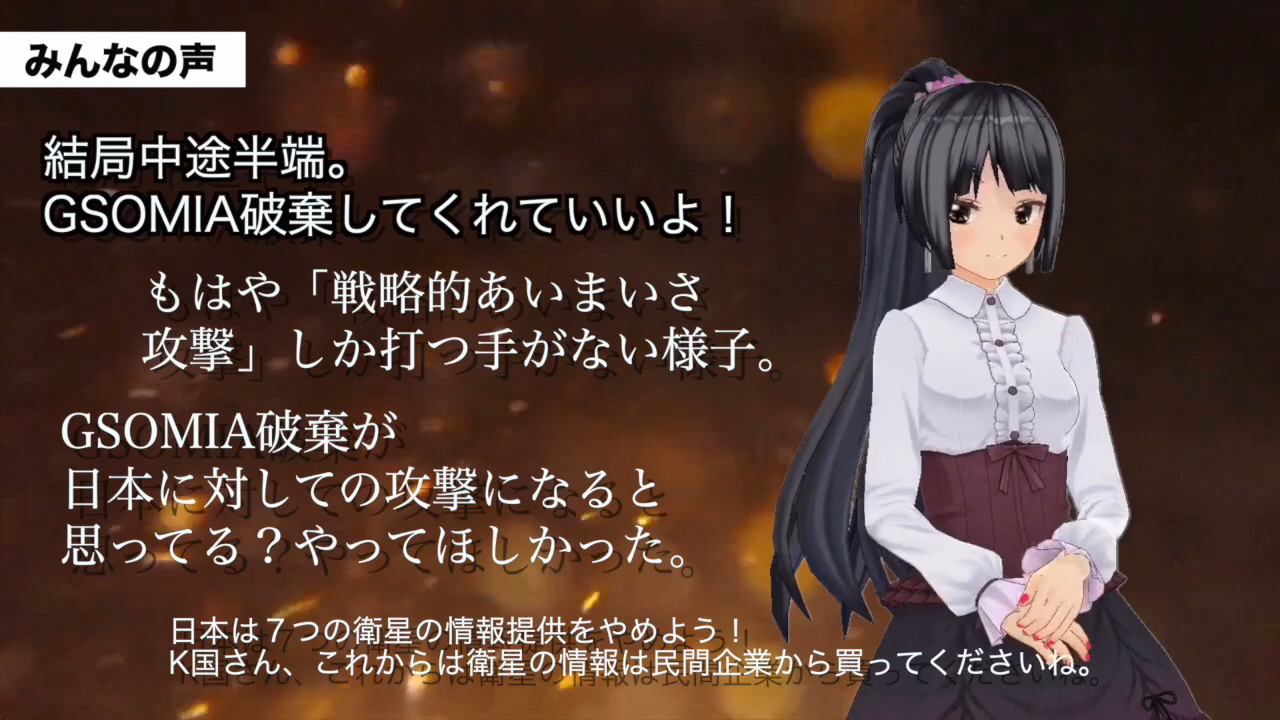 みんなの声
結局中途半端。
GSOMIA破棄してくれていいよ！
もはや「戦略的あいまいさ
攻撃」しか打つ手がない様子。
GSOMIA破棄が
日本に対しての攻撃になると
思ってる？やってほしかった。
日本は７つの衛星の情報提供をやめよう！
K国さん、これからは衛星の情報は民間企業から買ってくださいね。